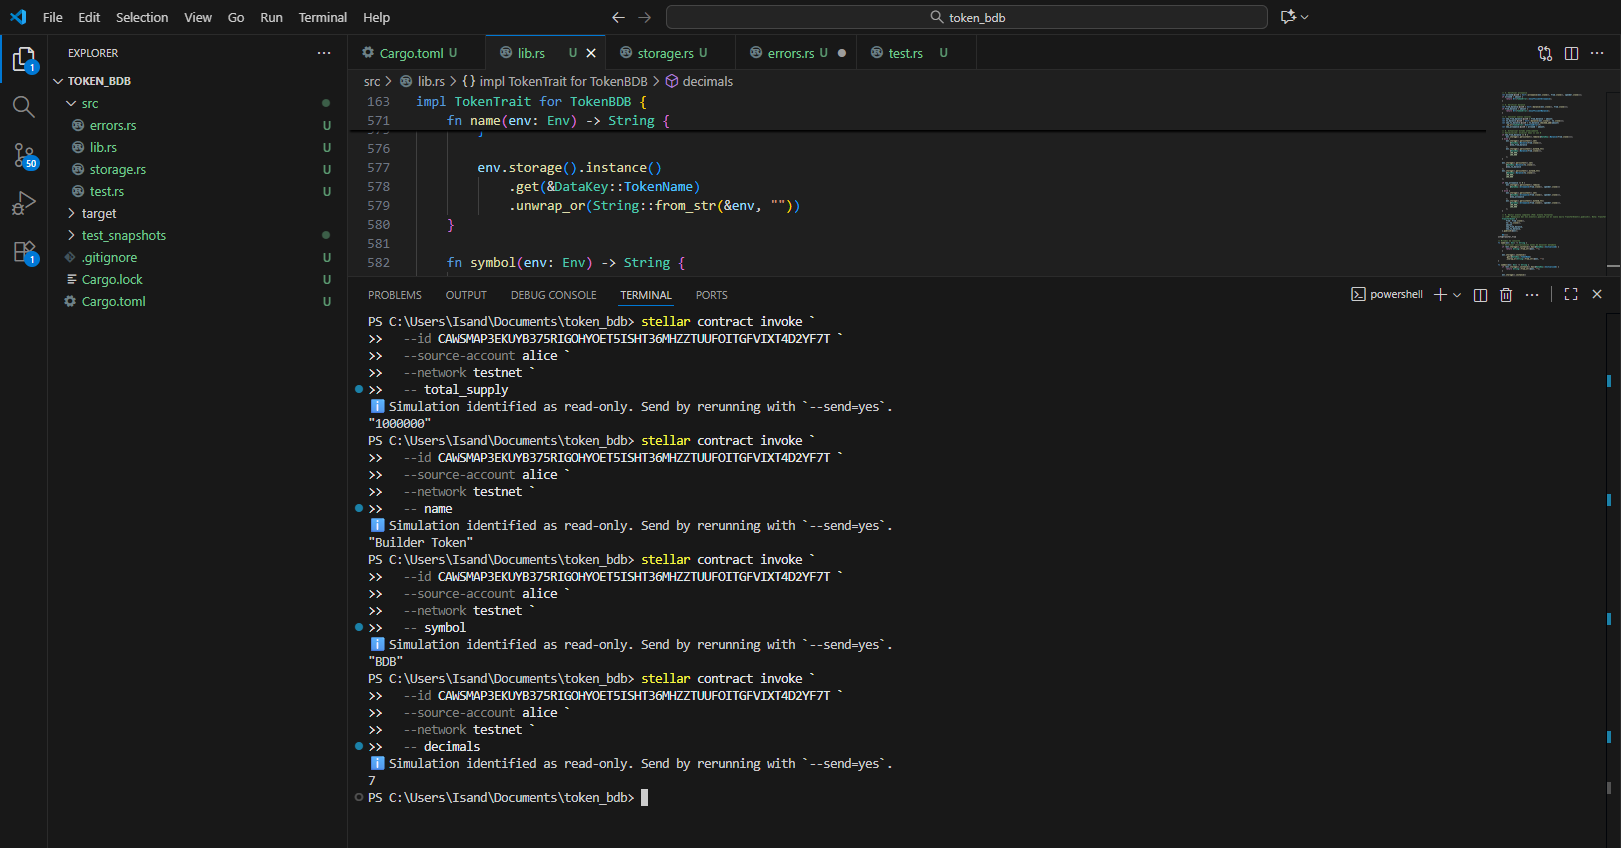 File Edit Selection View Go Run Terminal Help
token_bdb
EXPLORER
TOKEN_BDB
src
errors.rs U
lib.rs U
storage.rs U
test.rs U
target
test_snapshots
.gitignore U
Cargo.lock U
Cargo.toml U
1
50
1
Cargo.toml U lib.rs U storage.rs U errors.rs U test.rs U
src > lib.rs > {} impl TokenTrait for TokenBDB > decimals
163 impl TokenTrait for TokenBDB {
571 fn name(env: Env) -> String {
575 }
576
577 env.storage().instance()
578 .get(&DataKey::TokenName)
579 .unwrap_or(String::from_str(&env, ""))
580 }
581
582 fn symbol(env: Env) -> String {
PROBLEMS OUTPUT DEBUG CONSOLE TERMINAL PORTS
powershell
PS C:\Users\Isand\Documents\token_bdb> stellar contract invoke `
>> --id CAWSMAP3EKUYB375RIGOHYOET5ISHT36MHZZTUUFOITGFVIXT4D2YF7T `
>> --source-account alice `
>> --network testnet `
>> -- total_supply
Simulation identified as read-only. Send by rerunning with `--send=yes`.
"1000000"
PS C:\Users\Isand\Documents\token_bdb> stellar contract invoke `
>> --id CAWSMAP3EKUYB375RIGOHYOET5ISHT36MHZZTUUFOITGFVIXT4D2YF7T `
>> --source-account alice `
>> --network testnet `
>> -- name
Simulation identified as read-only. Send by rerunning with `--send=yes`.
"Builder Token"
PS C:\Users\Isand\Documents\token_bdb> stellar contract invoke `
>> --id CAWSMAP3EKUYB375RIGOHYOET5ISHT36MHZZTUUFOITGFVIXT4D2YF7T `
>> --source-account alice `
>> --network testnet `
>> -- symbol
Simulation identified as read-only. Send by rerunning with `--send=yes`.
"BDB"
PS C:\Users\Isand\Documents\token_bdb> stellar contract invoke `
>> --id CAWSMAP3EKUYB375RIGOHYOET5ISHT36MHZZTUUFOITGFVIXT4D2YF7T `
>> --source-account alice `
>> --network testnet `
>> -- decimals
Simulation identified as read-only. Send by rerunning with `--send=yes`.
7
PS C:\Users\Isand\Documents\token_bdb>